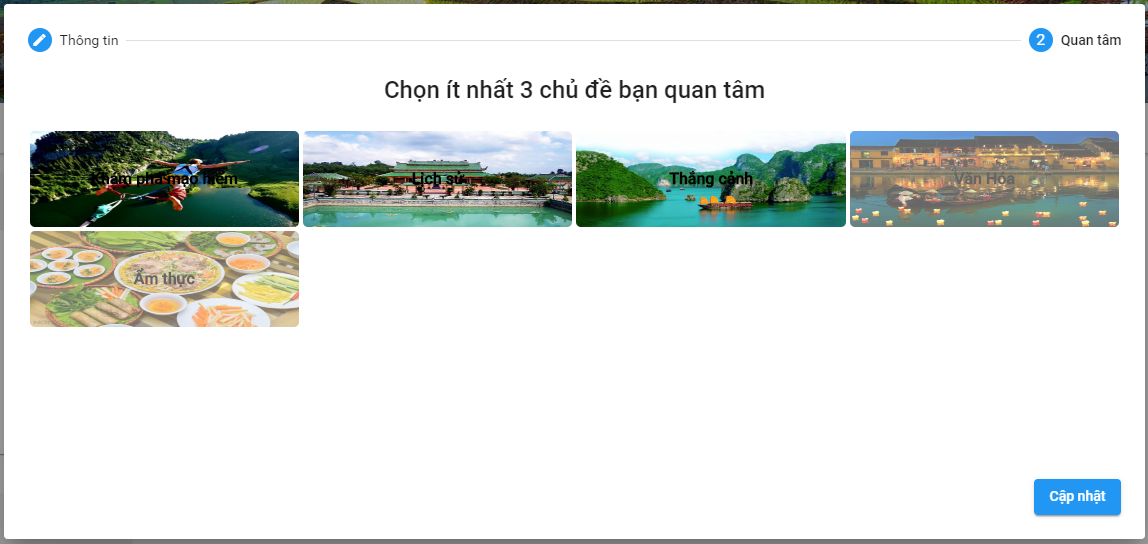 Thông tin
2 Quan tâm
Chọn ít nhất 3 chủ đề bạn quan tâm
Khám phá mạo hiểm
Lịch sử
Thắng cảnh
Văn Hóa
Ẩm thực
Cập nhật